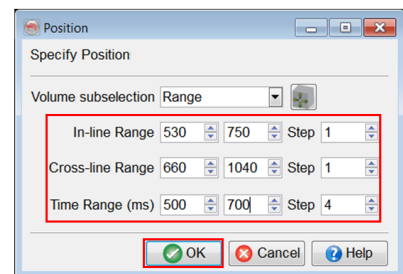 Position
Specify Position
Volume subselection Range
In-line Range 530 750 Step 1
Cross-line Range 660 1040 Step 1
Time Range (ms) 500 700 Step 4
OK Cancel Help